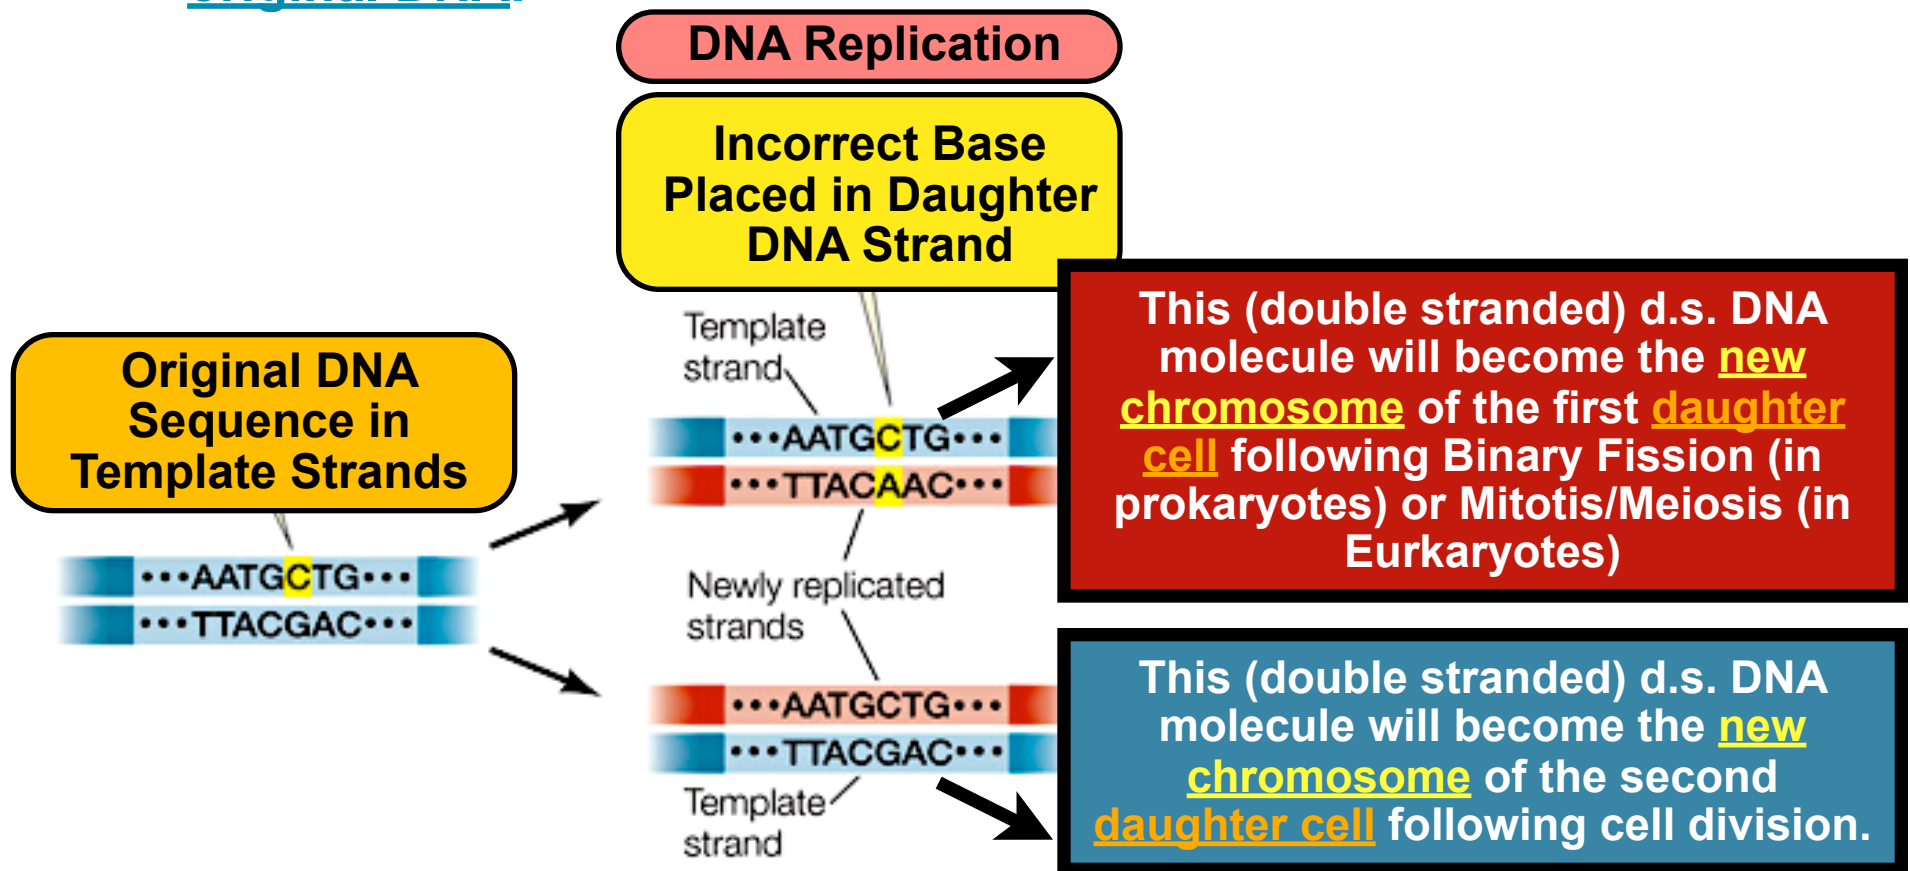 original DNA.
DNA Replication
Incorrect Base
Placed in Daughter
DNA Strand
Original DNA
Sequence in
Template Strands
•••AATGCTG•••
•••TTACGAC•••
Template
strand
•••AATGCTG•••
•••TTACAAC•••
Newly replicated
strands
•••AATGCTG•••
•••TTACGAC•••
Template
strand
This (double stranded) d.s. DNA
molecule will become the new
chromosome of the first daughter
cell following Binary Fission (in
prokaryotes) or Mitotis/Meiosis (in
Eurkaryotes)
This (double stranded) d.s. DNA
molecule will become the new
chromosome of the second
daughter cell following cell division.